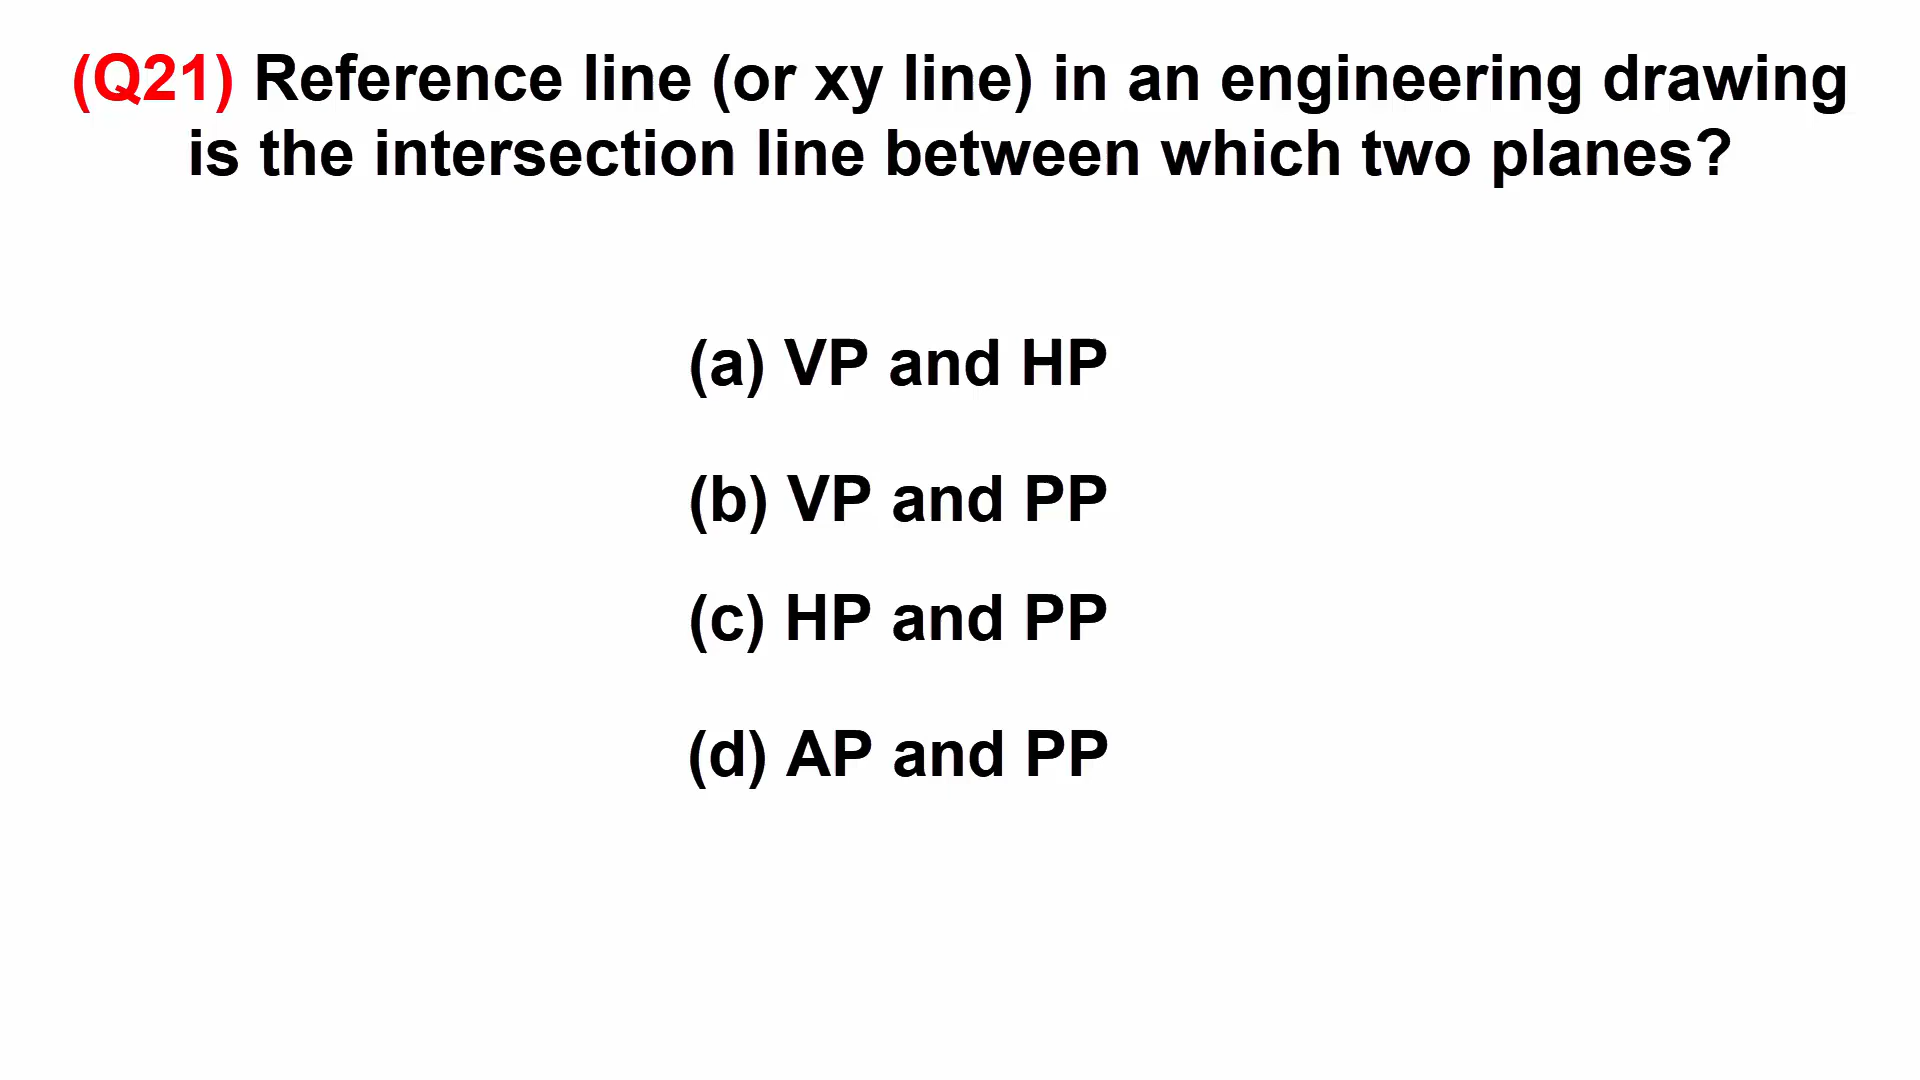 (Q21) Reference line (or xy line) in an engineering drawing
is the intersection line between which two planes?
(a) VP and HP
(b) VP and PP
(c) HP and PP
(d) AP and PP